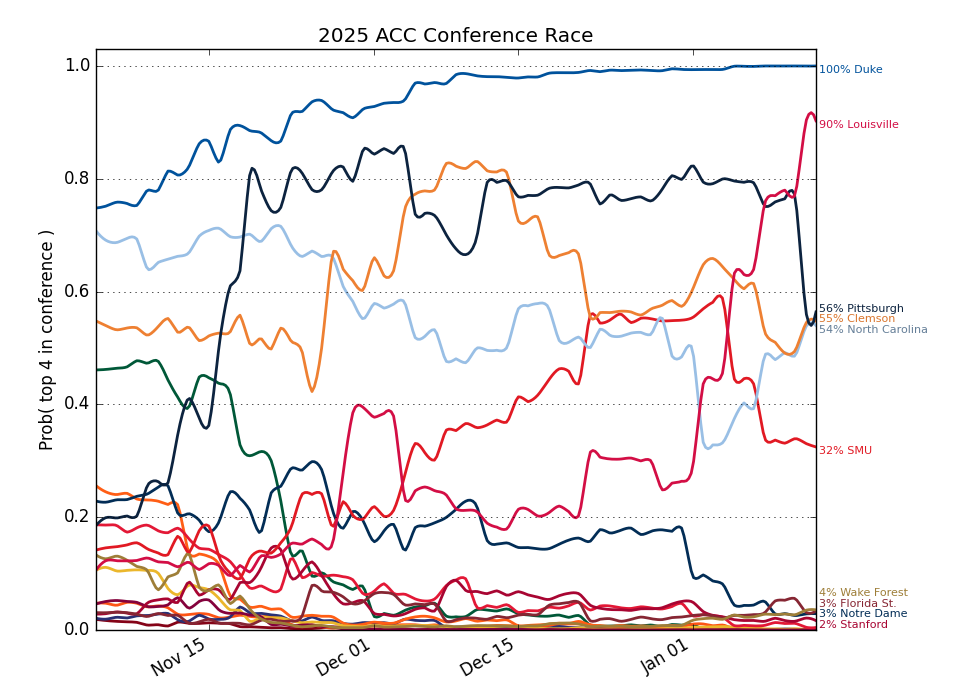 2025 ACC Conference Race
Prob( top 4 in conference )
1.0
0.8
0.6
0.4
0.2
0.0
Nov 15
Dec 01
Dec 15
Jan 01
100% Duke
90% Louisville
56% Pittsburgh
55% Clemson
54% North Carolina
32% SMU
4% Wake Forest
3% Florida St.
3% Notre Dame
2% Stanford